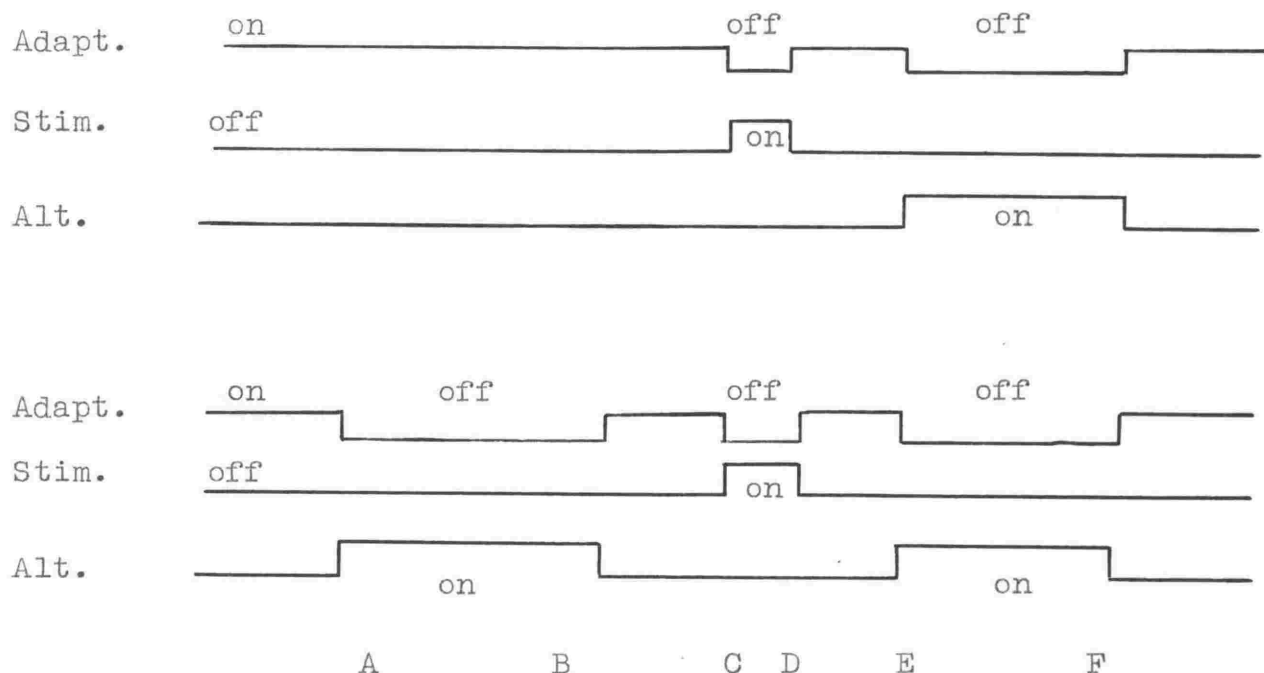 on off off
Adapt.
Stim. off
on
Alt.
on
on off off off
Adapt.
Stim. off
on
Alt.
on on
A B C D E F